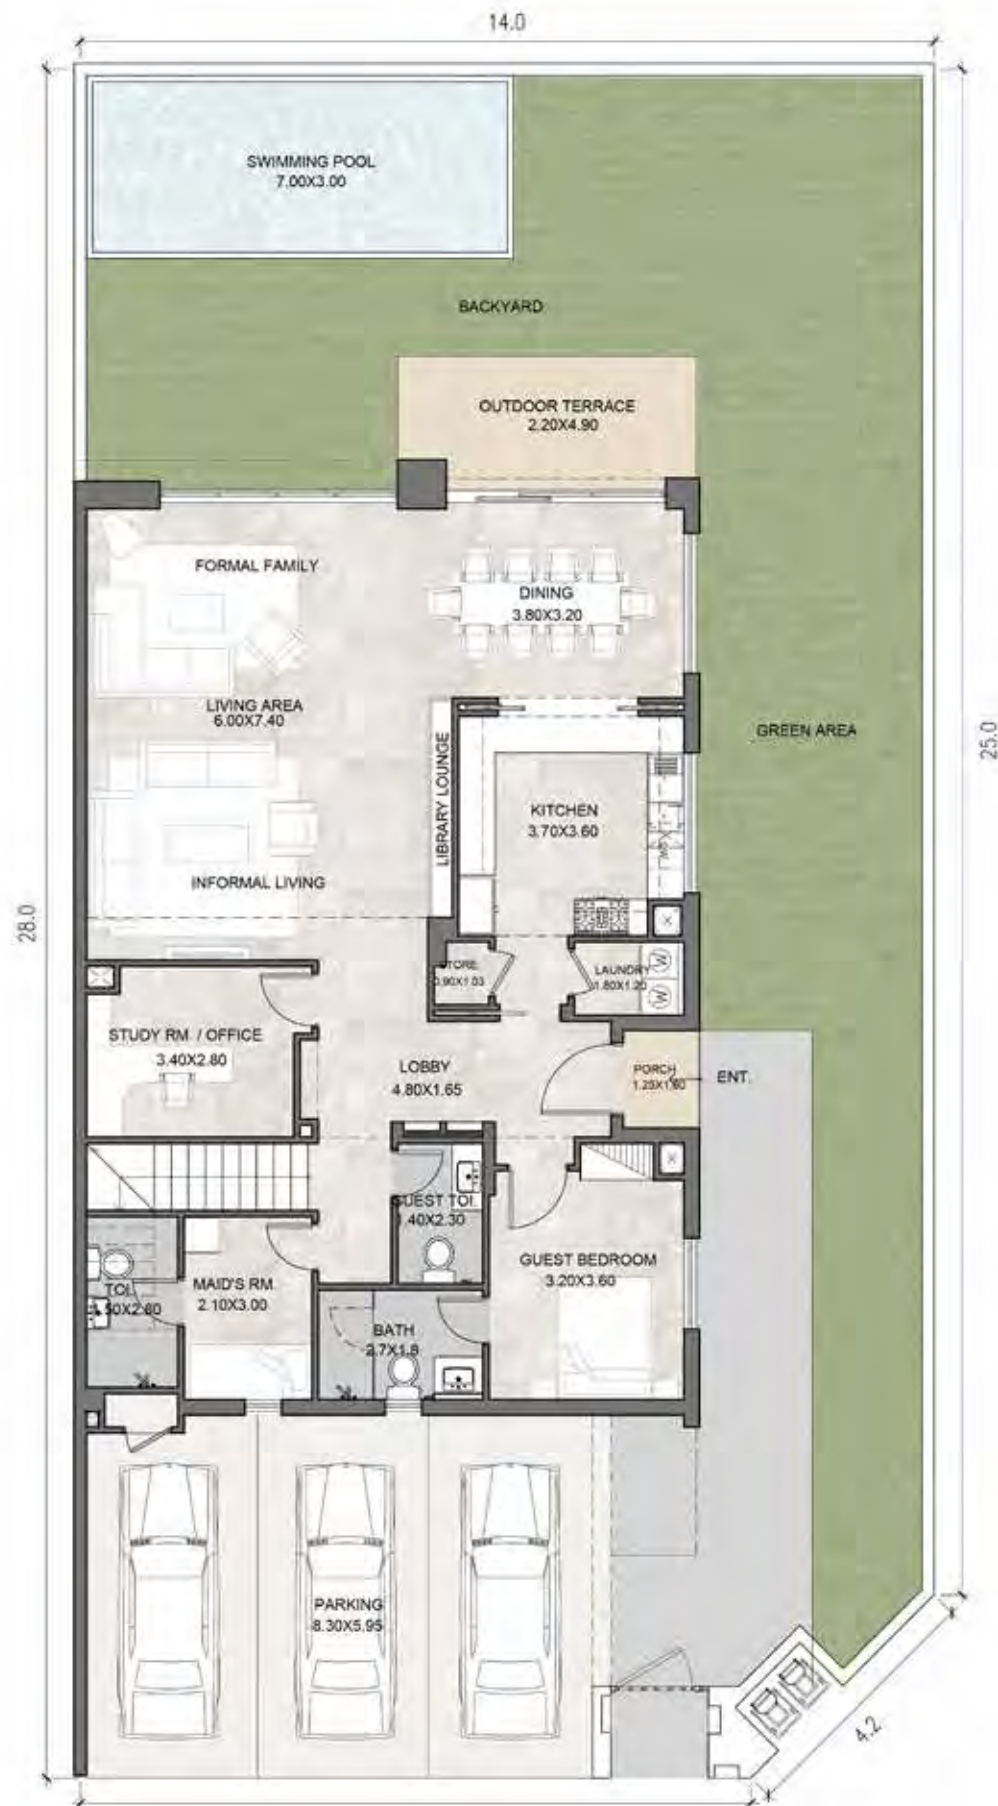 14.0
SWIMMING POOL
7.00X3.00
BACKYARD
OUTDOOR TERRACE
2.20X4.90
FORMAL FAMILY
DINING
3.80X3.20
LIVING AREA
6.00X7.40
GREEN AREA
25.0
LIBRARY LOUNGE
KITCHEN
3.70X3.60
INFORMAL LIVING
28.0
STORE
0.90X1.03
LAUNDRY
1.80X1.20
W
W
STUDY RM. / OFFICE
3.40X2.80
LOBBY
4.80X1.65
PORCH
ENT.
GUEST TOI.
1.40X2.30
GUEST BEDROOM
3.20X3.60
MAID'S RM.
2.10X3.00
TOI.
BATH
2.7X1.8
PARKING
8.30X5.95
4.2